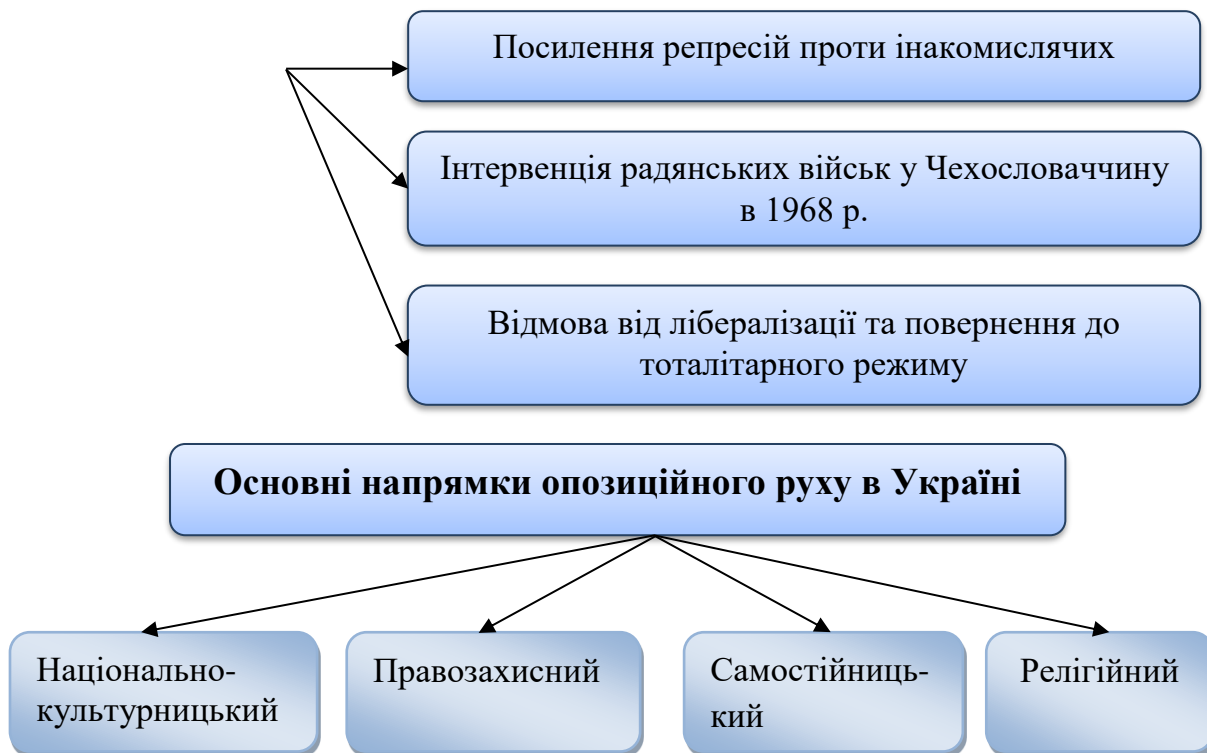 Посилення репресій проти інакомислячих
Інтервенція радянських військ у Чехословаччину
в 1968 р.
Відмова від лібералізації та повернення до
тоталітарного режиму
Основні напрямки опозиційного руху в Україні
Національно-
культурницький
Правозахисний
Самостійниць-
кий
Релігійний